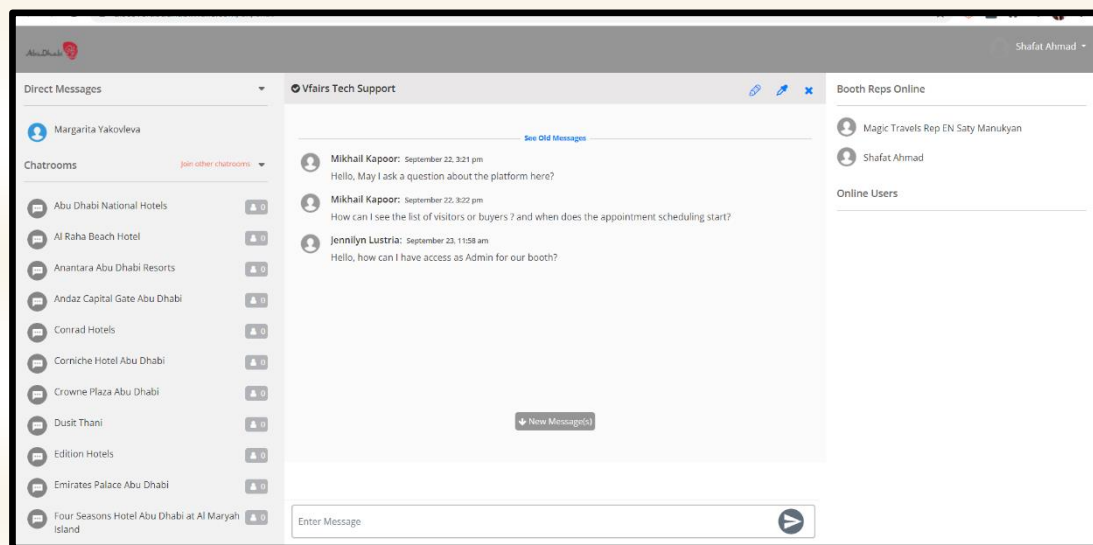 Abu Dhabi
Shafat Ahmad
Direct Messages
Margarita Yakovleva
Chatrooms
Join other chatrooms
Abu Dhabi National Hotels
0
Al Raha Beach Hotel
0
Anantara Abu Dhabi Resorts
0
Andaz Capital Gate Abu Dhabi
0
Conrad Hotels
0
Corniche Hotel Abu Dhabi
0
Crowne Plaza Abu Dhabi
0
Dusit Thani
0
Edition Hotels
0
Emirates Palace Abu Dhabi
0
Four Seasons Hotel Abu Dhabi at Al Maryah
Island
0
Vfairs Tech Support
See Old Messages
Mikhail Kapoor: September 22, 3:21 pm
Hello, May I ask a question about the platform here?
Mikhail Kapoor: September 22, 3:22 pm
How can I see the list of visitors or buyers ? and when does the appointment scheduling start?
Jennilyn Lustria: September 23, 11:58 am
Hello, how can I have access as Admin for our booth?
New Message(s)
Enter Message
Booth Reps Online
Magic Travels Rep EN Saty Manukyan
Shafat Ahmad
Online Users